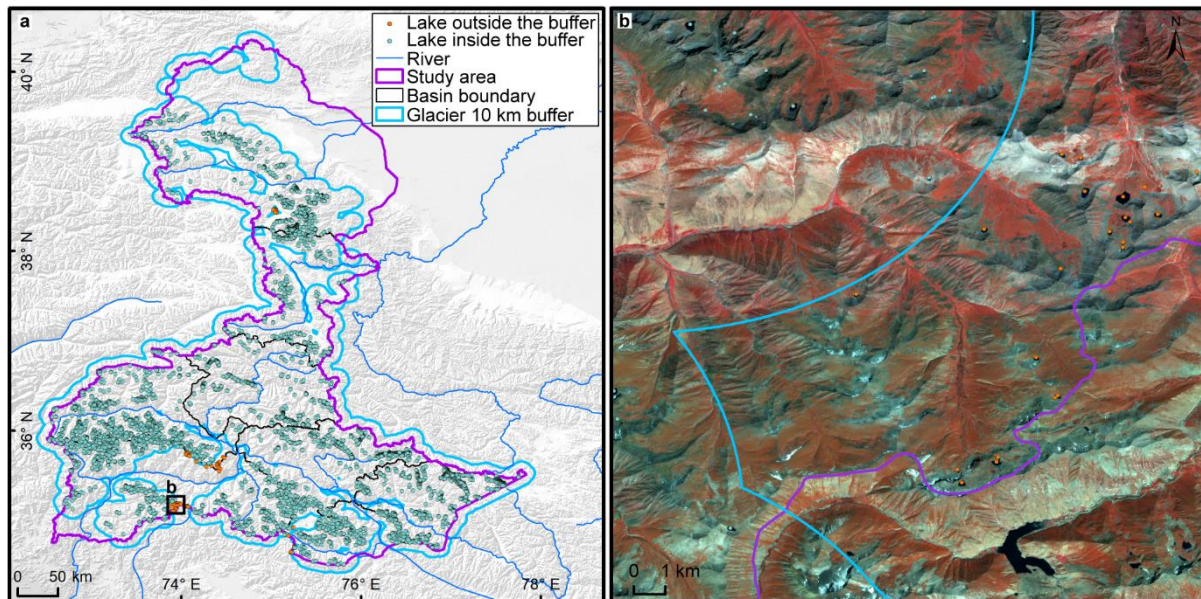 a
Lake outside the buffer
Lake inside the buffer
River
Study area
Basin boundary
Glacier 10 km buffer
40° N
38° N
36° N
b
0 50 km
74° E
76° E
78° E
b
N
0 1 km